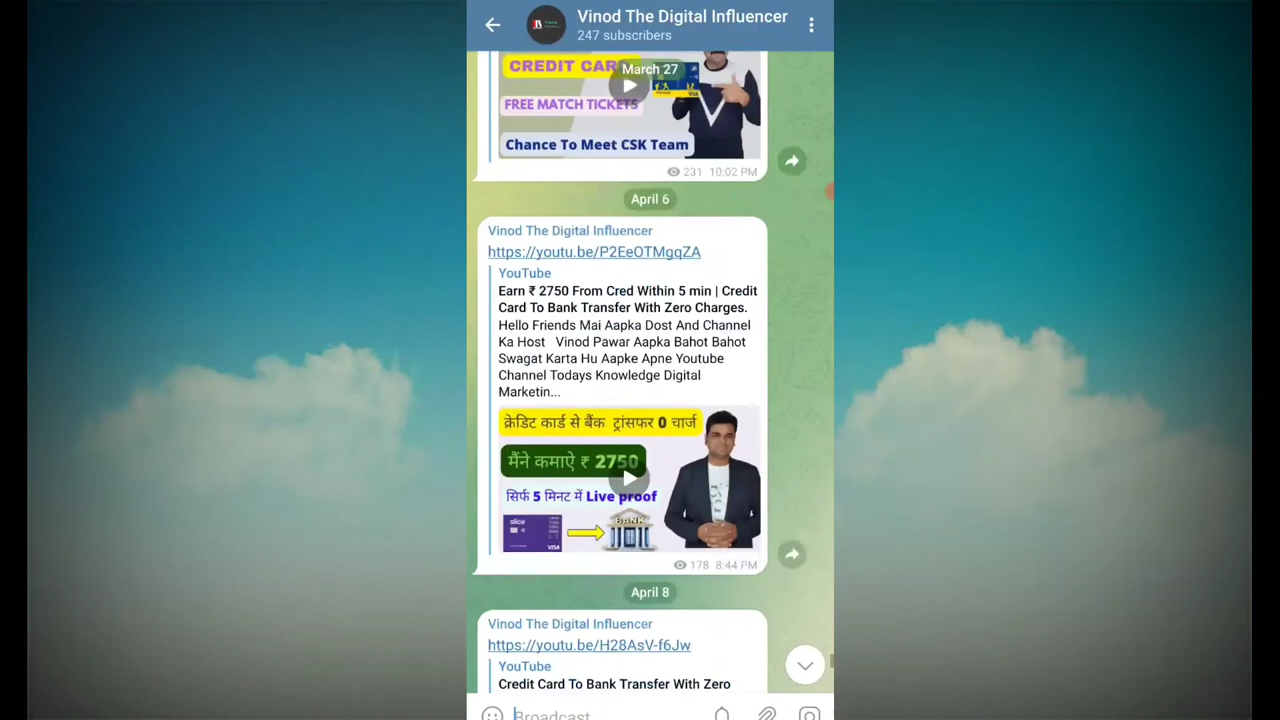 Vinod The Digital Influencer
247 subscribers
CREDIT CAR
March 27
FREE MATCH TICKETS
Chance To Meet CSK Team
231 10:02 PM
April 6
Vinod The Digital Influencer
https://youtu.be/P2EeOTMgqZA
YouTube
Earn ₹ 2750 From Cred Within 5 min | Credit
Card To Bank Transfer With Zero Charges.
Hello Friends Mai Aapka Dost And Channel
Ka Host Vinod Pawar Aapka Bahot Bahot
Swagat Karta Hu Aapke Apne Youtube
Channel Todays Knowledge Digital
Marketin...
क्रेडिट कार्ड से बैंक ट्रांसफर 0 चार्ज
मैंने कमाऐ ₹ 2750
सिर्फ 5 मिनट में Live proof
slice
BANK
VISA
178 8:44 PM
April 8
Vinod The Digital Influencer
https://youtu.be/H28AsV-f6Jw
YouTube
Credit Card To Bank Transfer With Zero
Broadcast